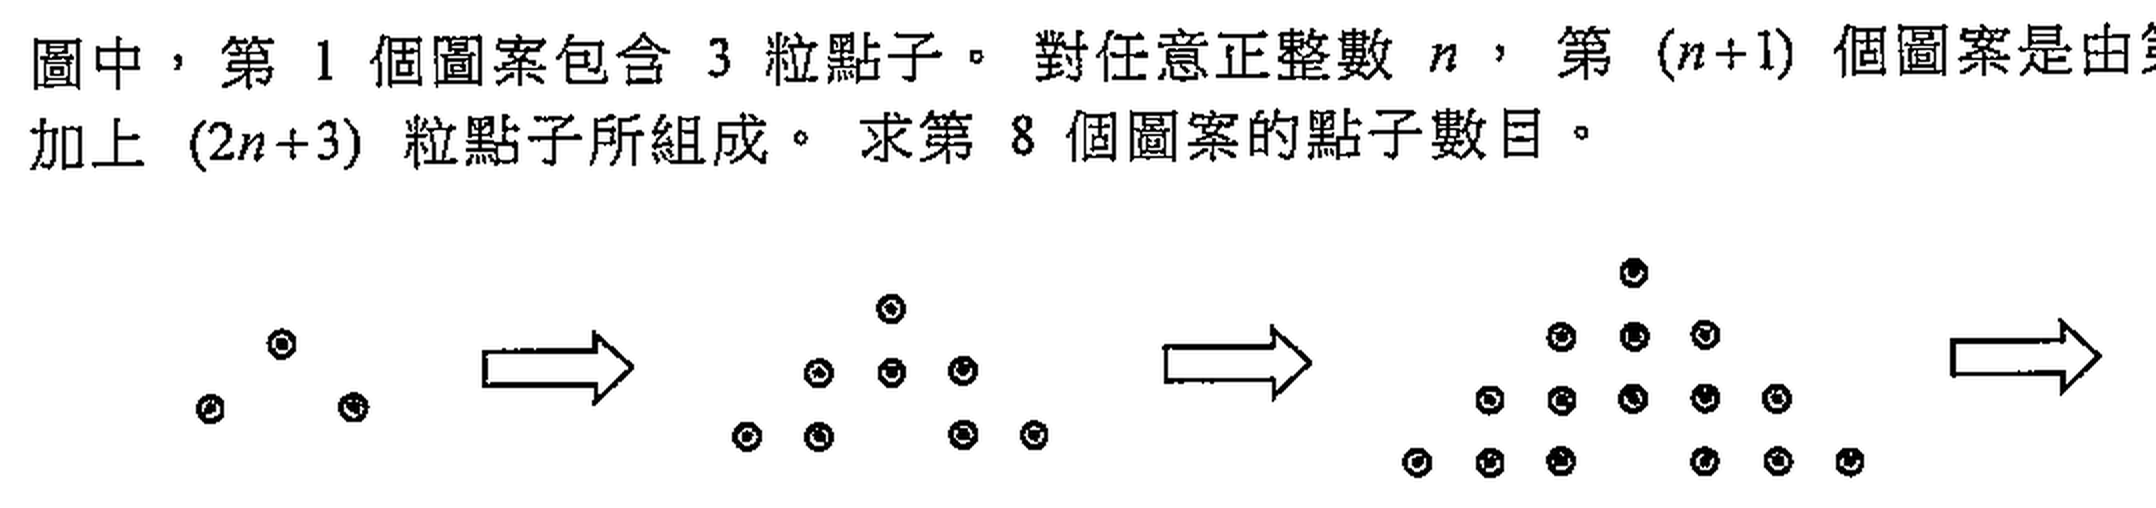 圖中，第 1 個圖案包含 3 粒點子。 對任意正整數 n， 第 (n+1) 個圖案是由
加上 (2n+3) 粒點子所組成。 求第 8 個圖案的點子數目。